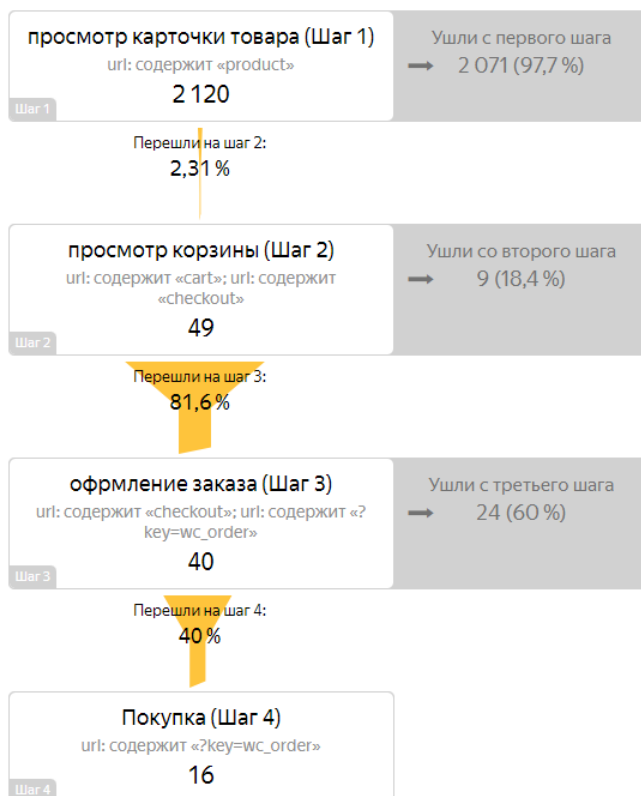 просмотр карточки товара (Шаг 1)
url: содержит «product»
2 120
Шаг 1
Ушли с первого шага
2 071 (97,7 %)
Перешли на шаг 2:
2,31 %
просмотр корзины (Шаг 2)
url: содержит «cart»; url: содержит
«checkout»
49
Шаг 2
Ушли со второго шага
9 (18,4 %)
Перешли на шаг 3:
81,6 %
офрмление заказа (Шаг 3)
url: содержит «checkout»; url: содержит «?
key=wc_order»
40
Шаг 3
Ушли с третьего шага
24 (60 %)
Перешли на шаг 4:
40 %
Покупка (Шаг 4)
url: содержит «?key=wc_order»
16
Шаг 4